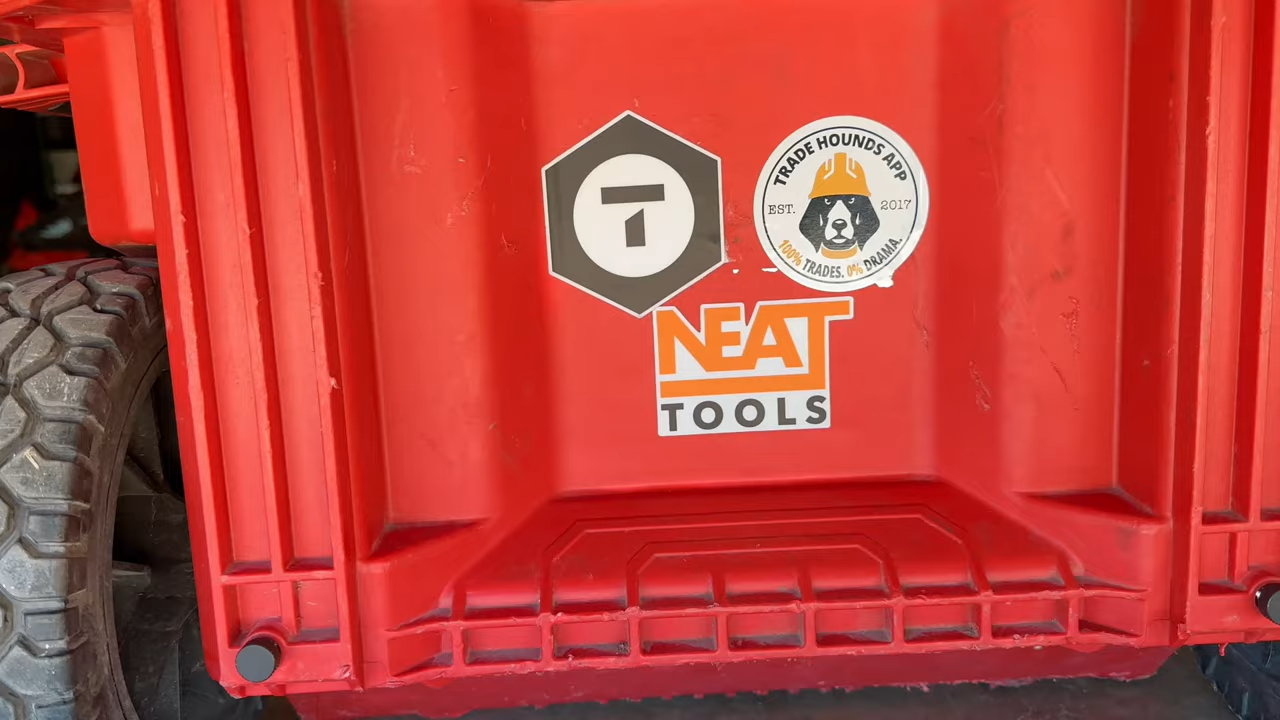 T
TRADE HOUNDS APP
EST. 2017
100% TRADES. 0% DRAMA.
NEAT
TOOLS